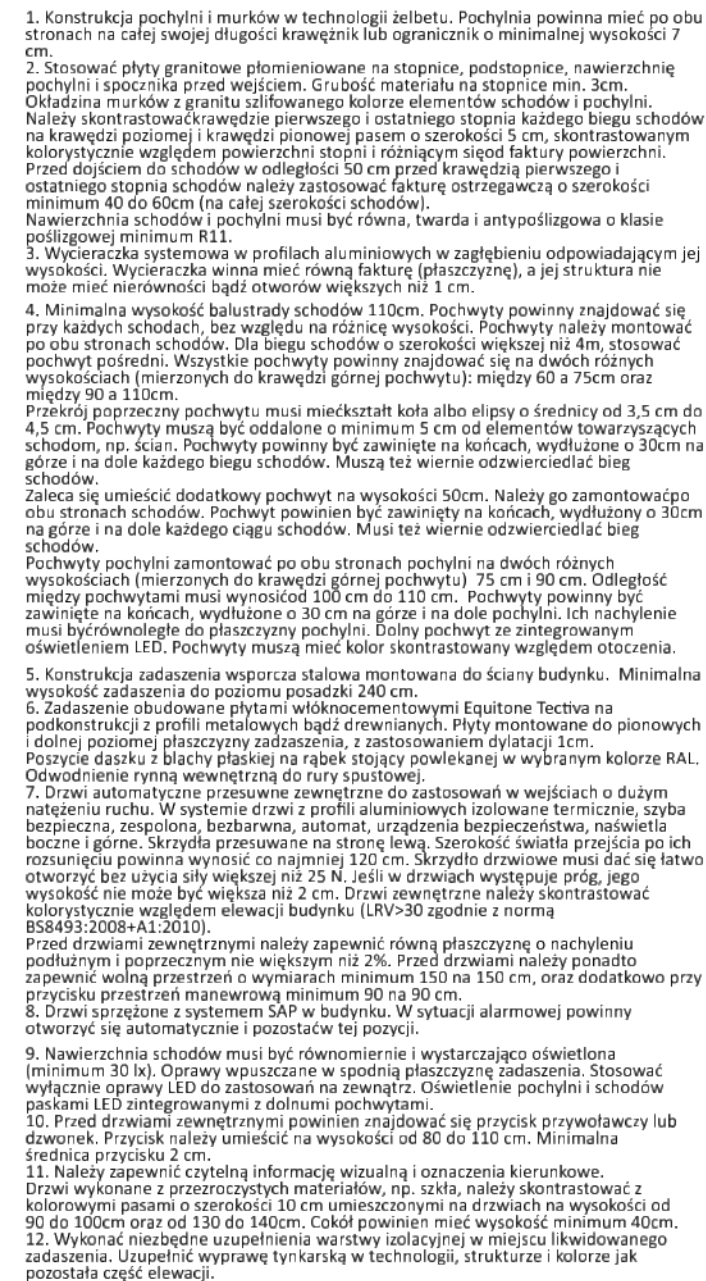 1. Konstrukcja pochylni i murków w technologii żelbetu. Pochylnia powinna mieć po obu
stronach na całej swojej długości krawężnik lub ogranicznik o minimalnej wysokości 7
cm.
2. Stosować płyty granitowe płomieniowane na stopnice, podstopnice, nawierzchnię
pochylni i spocznika przed wejściem. Grubość materiału na stopnice min. 3cm.
Okładzina murków z granitu szlifowanego kolorze elementów schodów i pochylni.
Należy skontrastowaćkrawędzie pierwszego i ostatniego stopnia każdego biegu schodów
na krawędzi poziomej i krawędzi pionowej pasem o szerokości 5 cm, skontrastowanym
kolorystycznie względem powierzchni stopni i różniącym sięod faktury powierzchni.
Przed dojściem do schodów w odległości 50 cm przed krawędzią pierwszego i
ostatniego stopnia schodów należy zastosować fakturę ostrzegawczą o szerokości
minimum 40 do 60cm (na całej szerokości schodów).
Nawierzchnia schodów i pochylni musi być równa, twarda i antypoślizgowa o klasie
poślizgowej minimum R11.
3. Wycieraczka systemowa w profilach aluminiowych w zagłębieniu odpowiadającym jej
wysokości. Wycieraczka winna mieć równą fakturę (płaszczyznę), a jej struktura nie
może mieć nierówności bądź otworów większych niż 1 cm.
4. Minimalna wysokość balustrady schodów 110cm. Pochwyty powinny znajdować się
przy każdych schodach, bez względu na różnicę wysokości. Pochwyty należy montować
po obu stronach schodów. Dla biegu schodów o szerokości większej niż 4m, stosować
pochwyt pośredni. Wszystkie pochwyty powinny znajdować się na dwóch różnych
wysokościach (mierzonych do krawędzi górnej pochwytu): między 60 a 75cm oraz
między 90 a 110cm.
Przekrój poprzeczny pochwytu musi miećkształt koła albo elipsy o średnicy od 3,5 cm do
4,5 cm. Pochwyty muszą być oddalone o minimum 5 cm od elementów towarzyszących
schodom, np. ścian. Pochwyty powinny być zawinięte na końcach, wydłużone o 30cm na
górze i na dole każdego biegu schodów. Muszą też wiernie odzwierciedlać bieg
schodów.
Zaleca się umieścić dodatkowy pochwyt na wysokości 50cm. Należy go zamontowaćpo
obu stronach schodów. Pochwyt powinien być zawinięty na końcach, wydłużony o 30cm
na górze i na dole każdego ciągu schodów. Musi też wiernie odzwierciedlać bieg
schodów.
Pochwyty pochylni zamontować po obu stronach pochylni na dwóch różnych
wysokościach (mierzonych do krawędzi górnej pochwytu) 75 cm i 90 cm. Odległość
między pochwytami musi wynosićod 100 cm do 110 cm. Pochwyty powinny być
zawinięte na końcach, wydłużone o 30 cm na górze i na dole pochylni. Ich nachylenie
musi byćrównoległe do płaszczyzny pochylni. Dolny pochwyt ze zintegrowanym
oświetleniem LED. Pochwyty muszą mieć kolor skontrastowany względem otoczenia.
5. Konstrukcja zadaszenia wsporcza stalowa montowana do ściany budynku. Minimalna
wysokość zadaszenia do poziomu posadzki 240 cm.
6. Zadaszenie obudowane płytami włóknocementowymi Equitone Tectiva na
podkonstrukcji z profili metalowych bądź drewnianych. Płyty montowane do pionowych
i dolnej poziomej płaszczyzny zadzaszenia, z zastosowaniem dylatacji 1cm.
Poszycie daszku z blachy płaskiej na rąbek stojący powlekanej w wybranym kolorze RAL.
Odwodnienie rynną wewnętrzną do rury spustowej.
7. Drzwi automatyczne przesuwne zewnętrzne do zastosowań w wejściach o dużym
natężeniu ruchu. W systemie drzwi z profili aluminiowych izolowane termicznie, szyba
bezpieczna, zespolona, bezbarwna, automat, urządzenia bezpieczeństwa, naświetla
boczne i górne. Skrzydła przesuwane na stronę lewą. Szerokość światła przejścia po ich
rozsunięciu powinna wynosić co najmniej 120 cm. Skrzydło drzwiowe musi dać się łatwo
otworzyć bez użycia siły większej niż 25 N. Jeśli w drzwiach występuje próg, jego
wysokość nie może być większa niż 2 cm. Drzwi zewnętrzne należy skontrastować
kolorystycznie względem elewacji budynku (LRV>30 zgodnie z normą
BS8493:2008+A1:2010).
Przed drzwiami zewnętrznymi należy zapewnić równą płaszczyznę o nachyleniu
podłużnym i poprzecznym nie większym niż 2%. Przed drzwiami należy ponadto
zapewnić wolną przestrzeń o wymiarach minimum 150 na 150 cm, oraz dodatkowo przy
przycisku przestrzeń manewrową minimum 90 na 90 cm.
8. Drzwi sprzężone z systemem SAP w budynku. W sytuacji alarmowej powinny
otworzyć się automatycznie i pozostaćw tej pozycji.
9. Nawierzchnia schodów musi być równomiernie i wystarczająco oświetlona
(minimum 30 lx). Oprawy wpuszczane w spodnią płaszczyznę zadaszenia. Stosować
wyłącznie oprawy LED do zastosowań na zewnątrz. Oświetlenie pochylni i schodów
paskami LED zintegrowanymi z dolnumi pochwytami.
10. Przed drzwiami zewnętrznymi powinien znajdować się przycisk przywoławczy lub
dzwonek. Przycisk należy umieścić na wysokości od 80 do 110 cm. Minimalna
średnica przycisku 2 cm.
11. Należy zapewnić czytelną informację wizualną i oznaczenia kierunkowe.
Drzwi wykonane z przezroczystych materiałów, np. szkła, należy skontrastować z
kolorowymi pasami o szerokości 10 cm umieszczonymi na drzwiach na wysokości od
90 do 100cm oraz od 130 do 140cm. Cokół powinien mieć wysokość minimum 40cm.
12. Wykonać niezbędne uzupełnienia warstwy izolacyjnej w miejscu likwidowanego
zadaszenia. Uzupełnić wyprawę tynkarską w technologii, strukturze i kolorze jak
pozostała część elewacji.